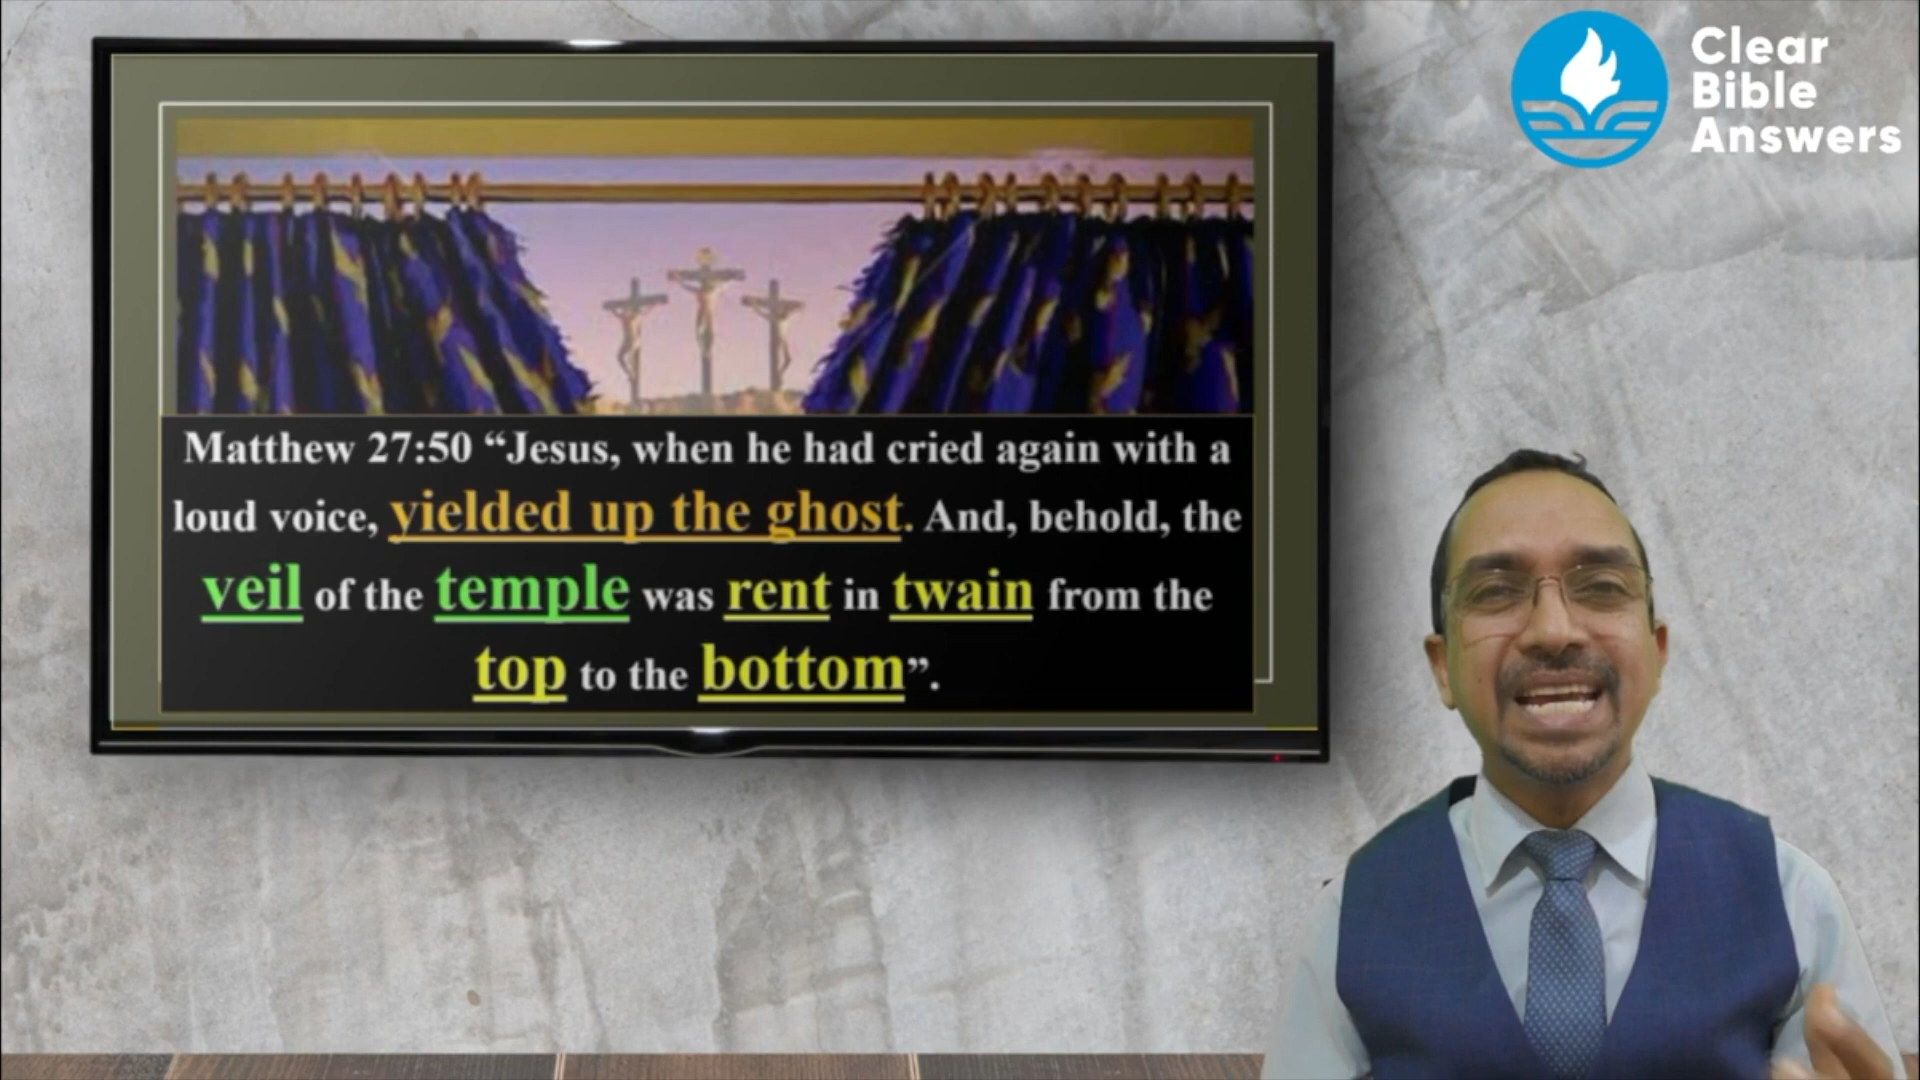 Clear
Bible
Answers
Matthew 27:50 “Jesus, when he had cried again with a
loud voice, yielded up the ghost. And, behold, the
veil of the temple was rent in twain from the
top to the bottom”.